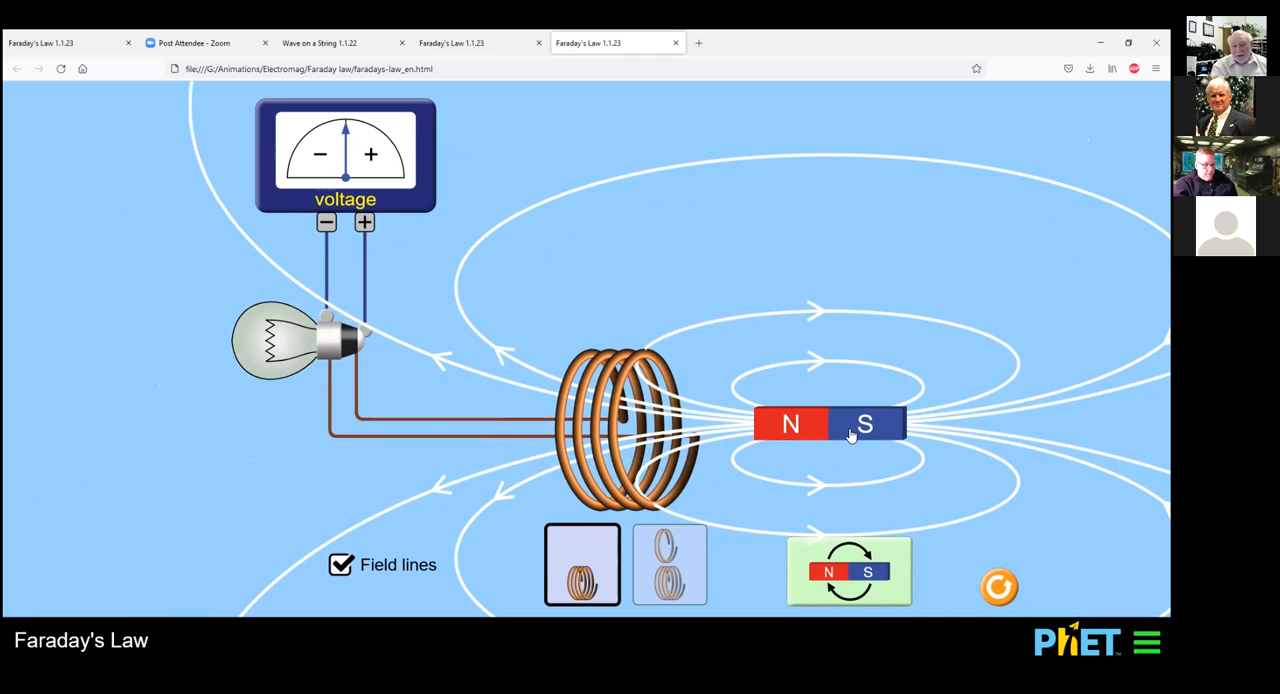 Faraday's Law 1.1.23
Post Attendee - Zoom
Wave on a String 1.1.22
Faraday's Law 1.1.23
Faraday's Law 1.1.23
file:///G:/Animations/Electromag/Faraday law/faradays-law_en.html
ABP
− +
voltage
− +
N S
Field lines
N S
Faraday's Law
PhET